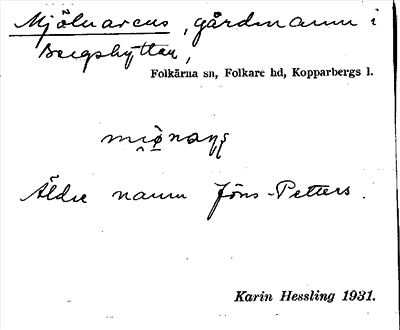 Mjölnarens, gårdnamn i
Bergshyttan,
Folkärna sn, Folkare hd, Kopparbergs l.
Äldre namn Jöns-Petters.
Karin Hessling 1931.